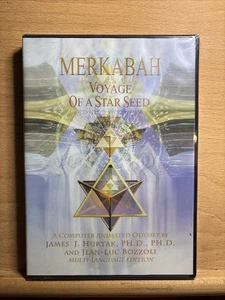 MERKABAH
VOYAGE
OF A STAR SEED
A COMPUTER ANIMATED ODYSSEY BY
JAMES J. HURTAK, PH.D., PH.D.
AND JEAN-LUC BOZZOLI
MULTI-LANGUAGE EDITION